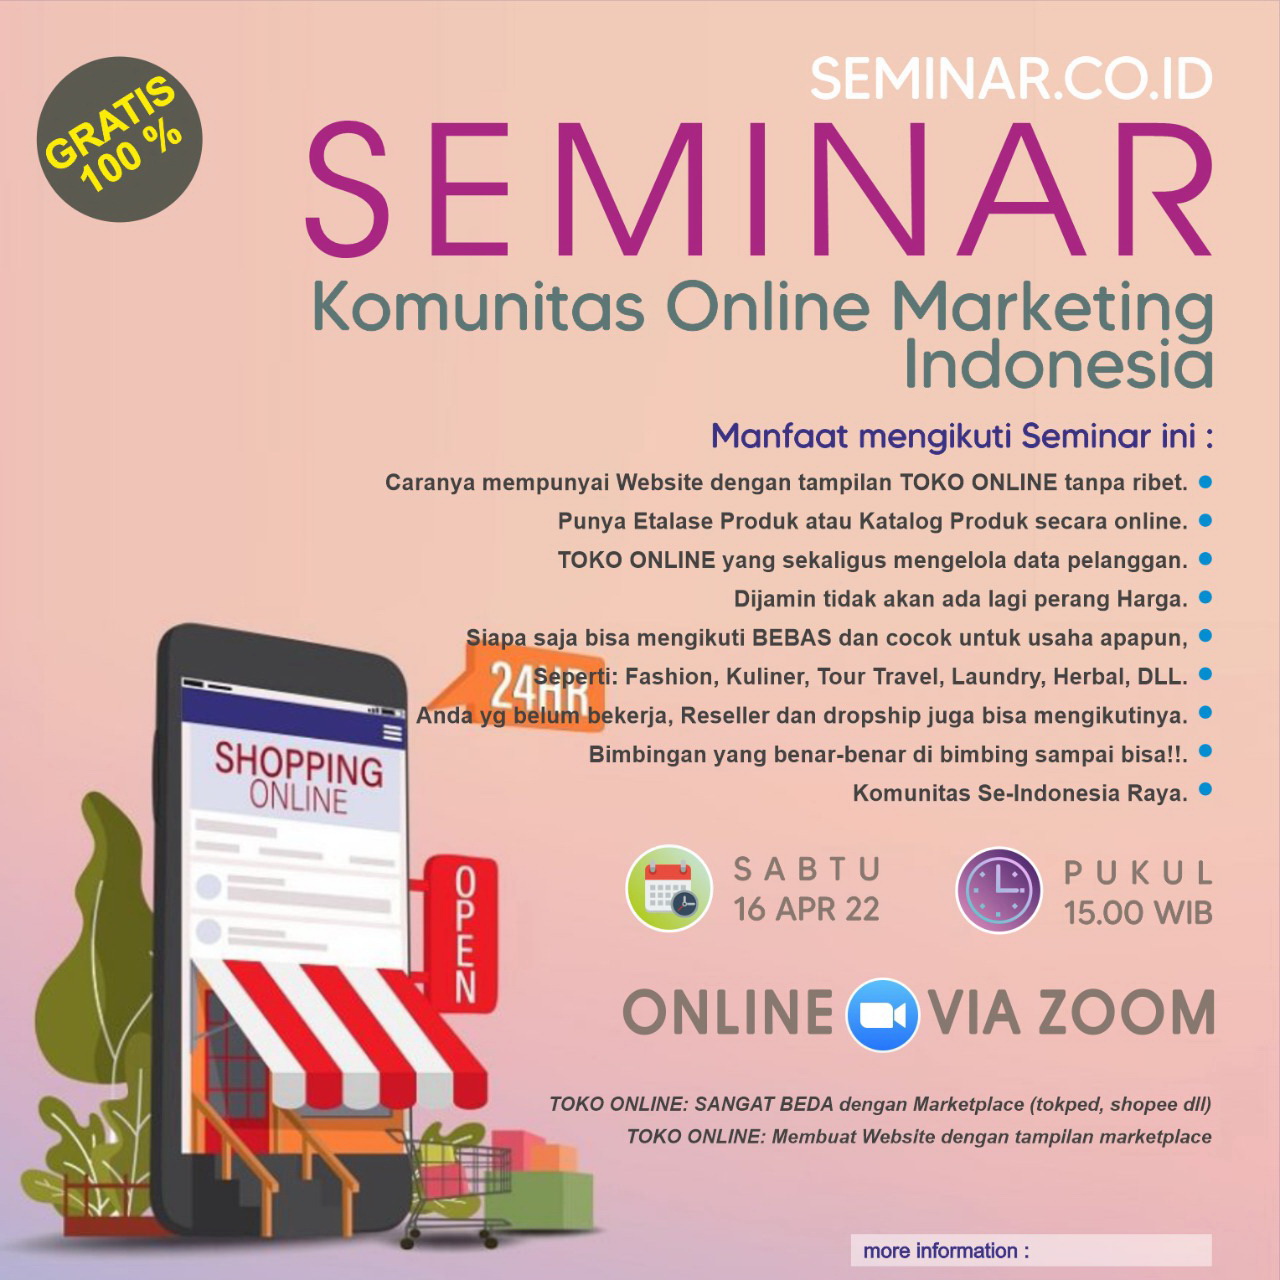 GRATIS
100 %
SEMINAR.CO.ID
SEMINAR
Komunitas Online Marketing
Indonesia
Manfaat mengikuti Seminar ini :
Caranya mempunyai Website dengan tampilan TOKO ONLINE tanpa ribet.
Punya Etalase Produk atau Katalog Produk secara online.
TOKO ONLINE yang sekaligus mengelola data pelanggan.
Dijamin tidak akan ada lagi perang Harga.
Siapa saja bisa mengikuti BEBAS dan cocok untuk usaha apapun,
Seperti: Fashion, Kuliner, Tour Travel, Laundry, Herbal, DLL.
Anda yg belum bekerja, Reseller dan dropship juga bisa mengikutinya.
Bimbingan yang benar-benar di bimbing sampai bisa!!.
Komunitas Se-Indonesia Raya.
24HR
SHOPPING
ONLINE
OPEN
SABTU
16 APR 22
PUKUL
15.00 WIB
ONLINE VIA ZOOM
TOKO ONLINE: SANGAT BEDA dengan Marketplace (tokped, shopee dll)
TOKO ONLINE: Membuat Website dengan tampilan marketplace
more information :